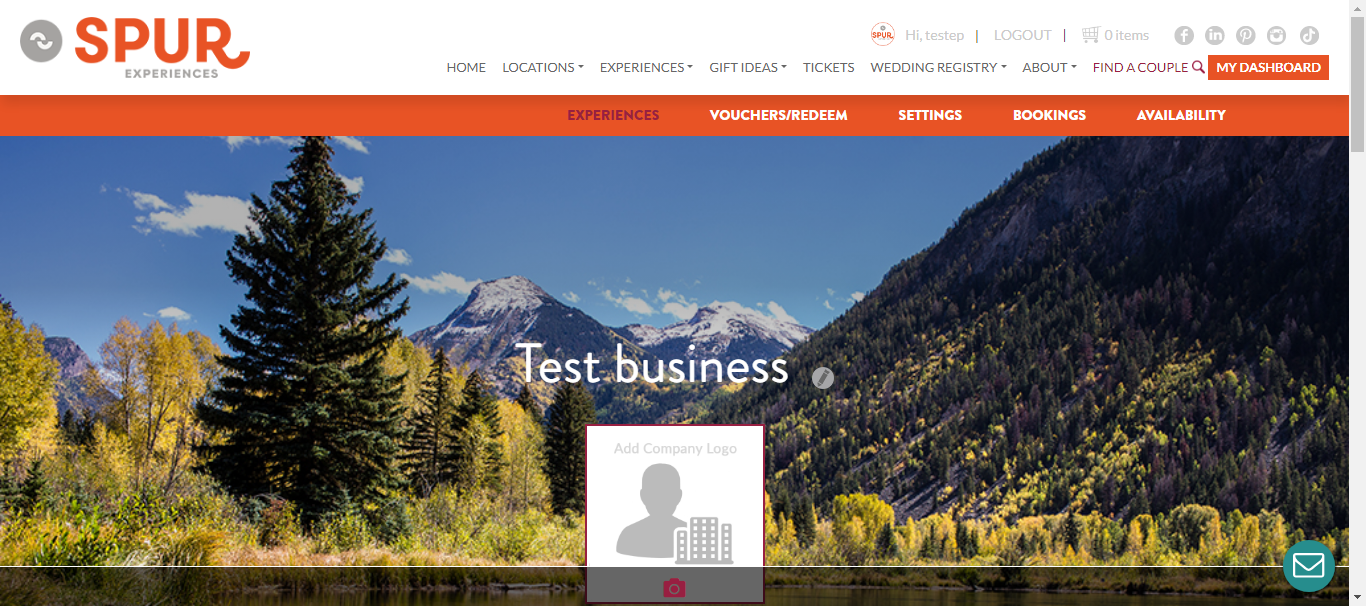 SPUR
EXPERIENCES
SPUR Hi, testep | LOGOUT | 0 items
HOME LOCATIONS EXPERIENCES GIFT IDEAS TICKETS WEDDING REGISTRY ABOUT FIND A COUPLE MY DASHBOARD
EXPERIENCES VOUCHERS/REDEEM SETTINGS BOOKINGS AVAILABILITY
Test business
Add Company Logo